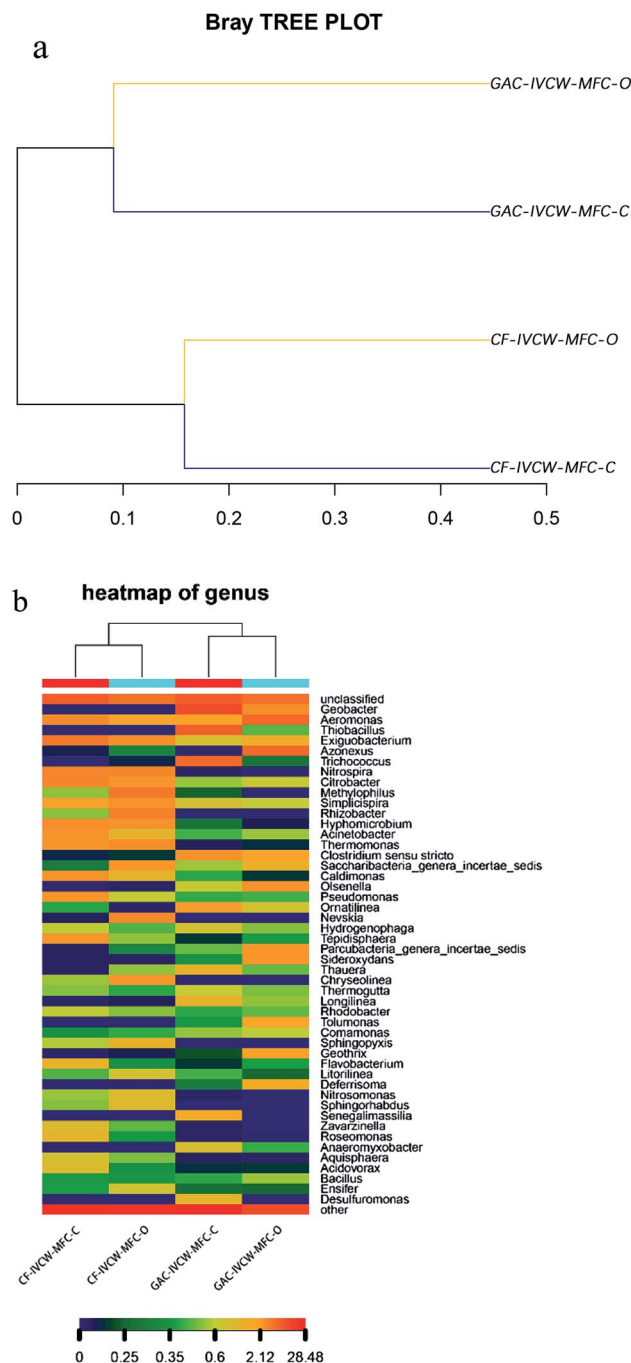 Bray TREE PLOT
a
GAC-IVCW-MFC-O
GAC-IVCW-MFC-C
CF-IVCW-MFC-O
CF-IVCW-MFC-C
0 0.1 0.2 0.3 0.4 0.5
b
heatmap of genus
unclassified
Geobacter
Aeromonas
Thiobacillus
Exiguobacterium
Azonexus
Trichococcus
Nitrospira
Citrobacter
Methylophilus
Simplicispira
Rhizobacter
Hyphomicrobium
Acinetobacter
Thermomonas
Clostridium sensu stricto
Saccharibacteria_genera_incertae_sedis
Caldimonas
Olsenella
Pseudomonas
Ornatilinea
Nevskia
Hydrogenophaga
Tepidisphaera
Parcubacteria_genera_incertae_sedis
Sideroxydans
Thauera
Chryseolinea
Thermogutta
Longilinea
Rhodobacter
Tolumonas
Comamonas
Sphingopyxis
Geothrix
Flavobacterium
Litorilinea
Deferrisoma
Nitrosomonas
Sphingorhabdus
Senegalimassilia
Zavarzinella
Roseomonas
Anaeromyxobacter
Aquisphaera
Acidovorax
Bacillus
Ensifer
Desulfuromonas
other
CF-IVCW-MFC-C
CF-IVCW-MFC-O
GAC-IVCW-MFC-C
GAC-IVCW-MFC-O
0 0.25 0.35 0.6 2.12 28.48